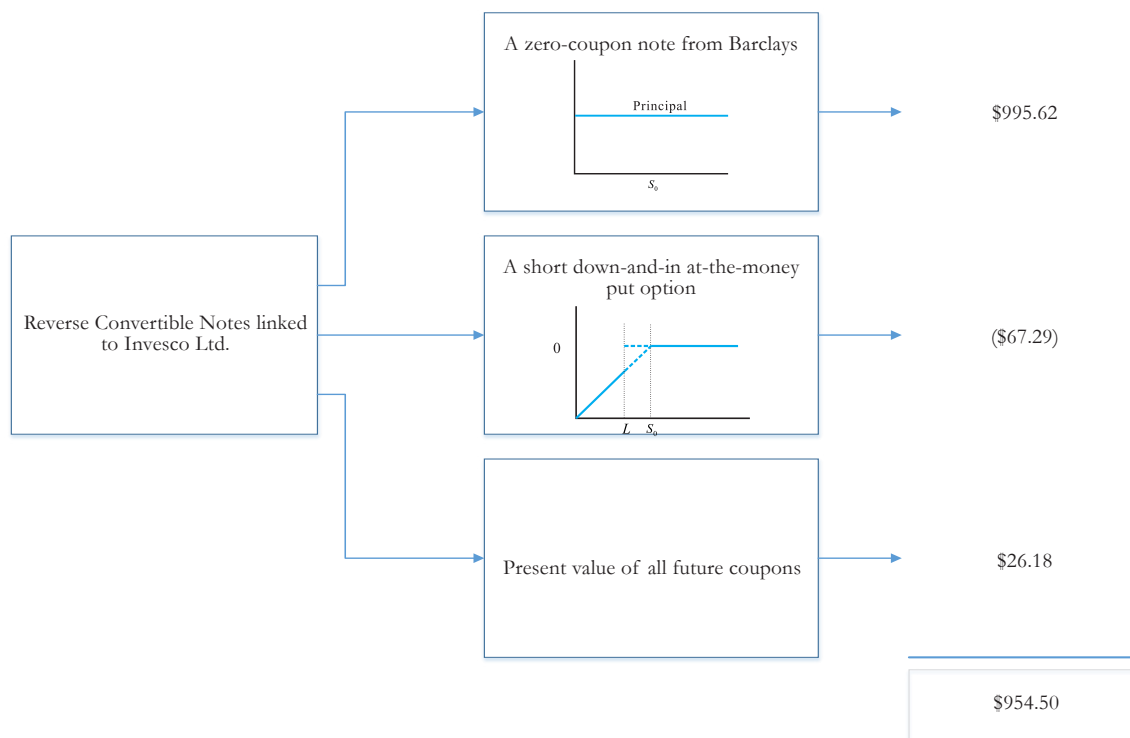 A zero-coupon note from Barclays
Principal
S0
$995.62
Reverse Convertible Notes linked
to Invesco Ltd.
A short down-and-in at-the-money
put option
0
L
S0
($67.29)
Present value of all future coupons
$26.18
$954.50